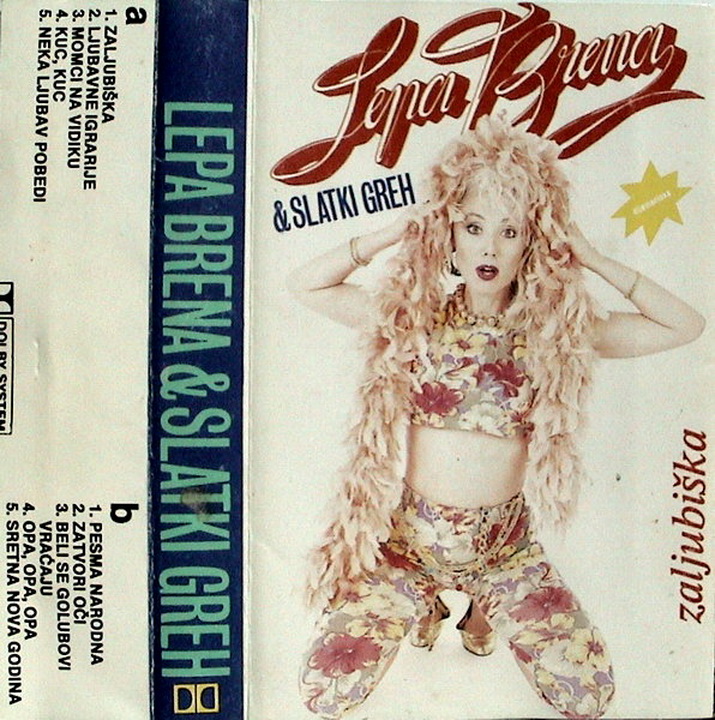 a
1. ZALJUBIŠKA
2. LJUBAVNE IGRARIJE
3. MOMCI NA VIDIKU
4. KUC, KUC
5. NEKA LJUBAV POBEDI
DOLBY SYSTEM
b
1. PESMA NARODNA
2. ZATVORI OČI
3. BELI SE GOLUBOVI
VRAĆAJU
4. OPA, OPA, OPA
5. SRETNA NOVA GODINA
LEPA BRENA & SLATKI GREH
Lepa Brena
& SLATKI GREH
zaljubiška